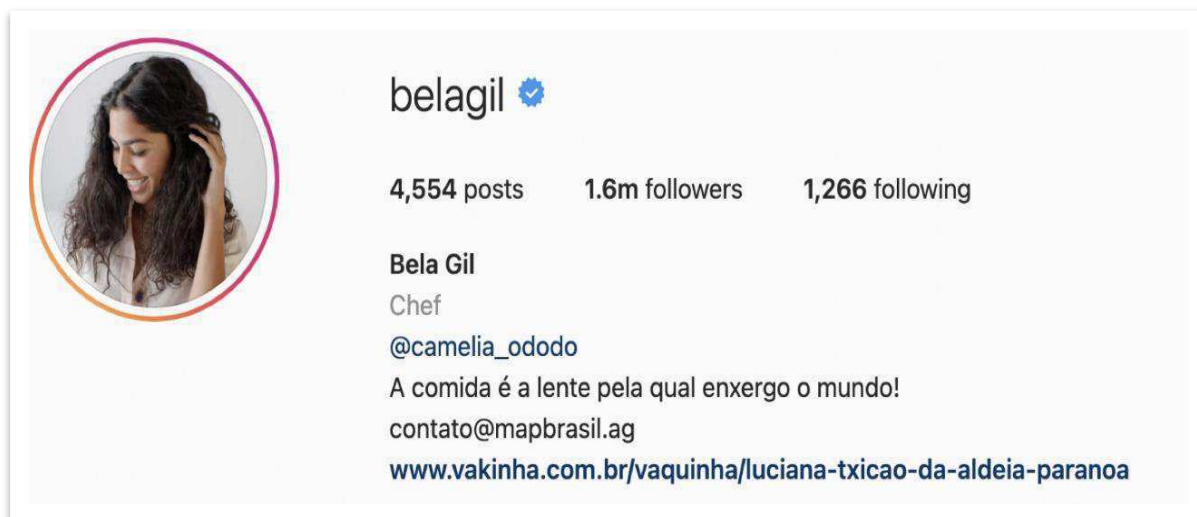 belagil
4,554 posts 1.6m followers 1,266 following
Bela Gil
Chef
@camelia_ododo
A comida é a lente pela qual enxergo o mundo!
contato@mapbrasil.ag
www.vakinha.com.br/vaquinha/luciana-txicao-da-aldeia-paranoa